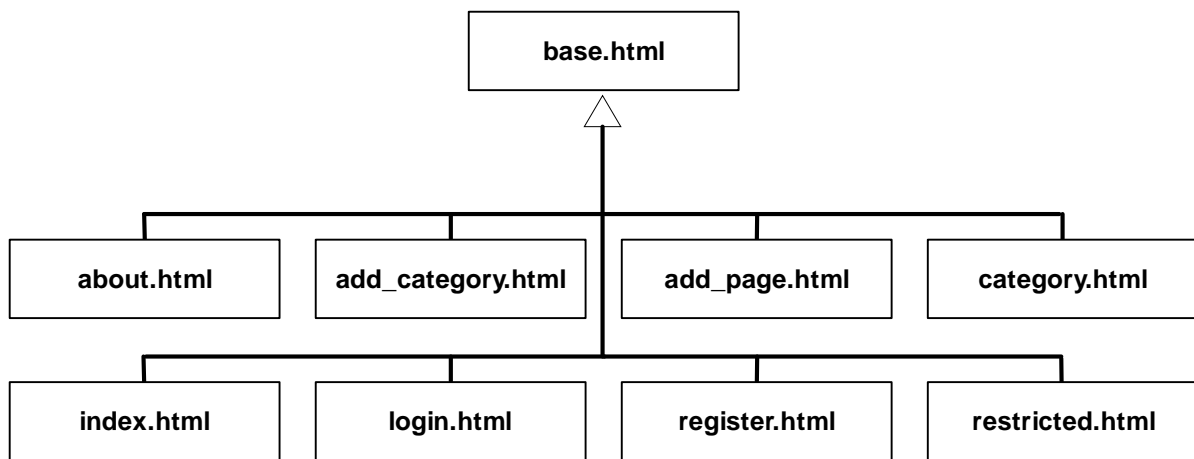 base.html
about.html
add_category.html
add_page.html
category.html
index.html
login.html
register.html
restricted.html